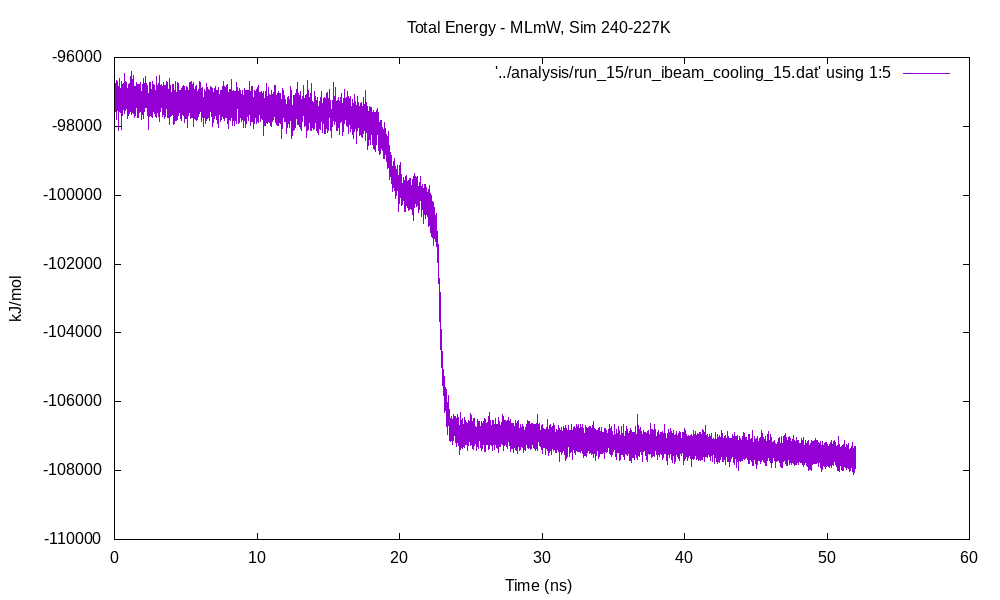 Total Energy - MLmW, Sim 240-227K
'../analysis/run_15/run_ibeam_cooling_15.dat' using 1:5
-96000
-98000
-100000
-102000
-104000
-106000
-108000
-110000
kJ/mol
0 10 20 30 40 50 60
Time (ns)